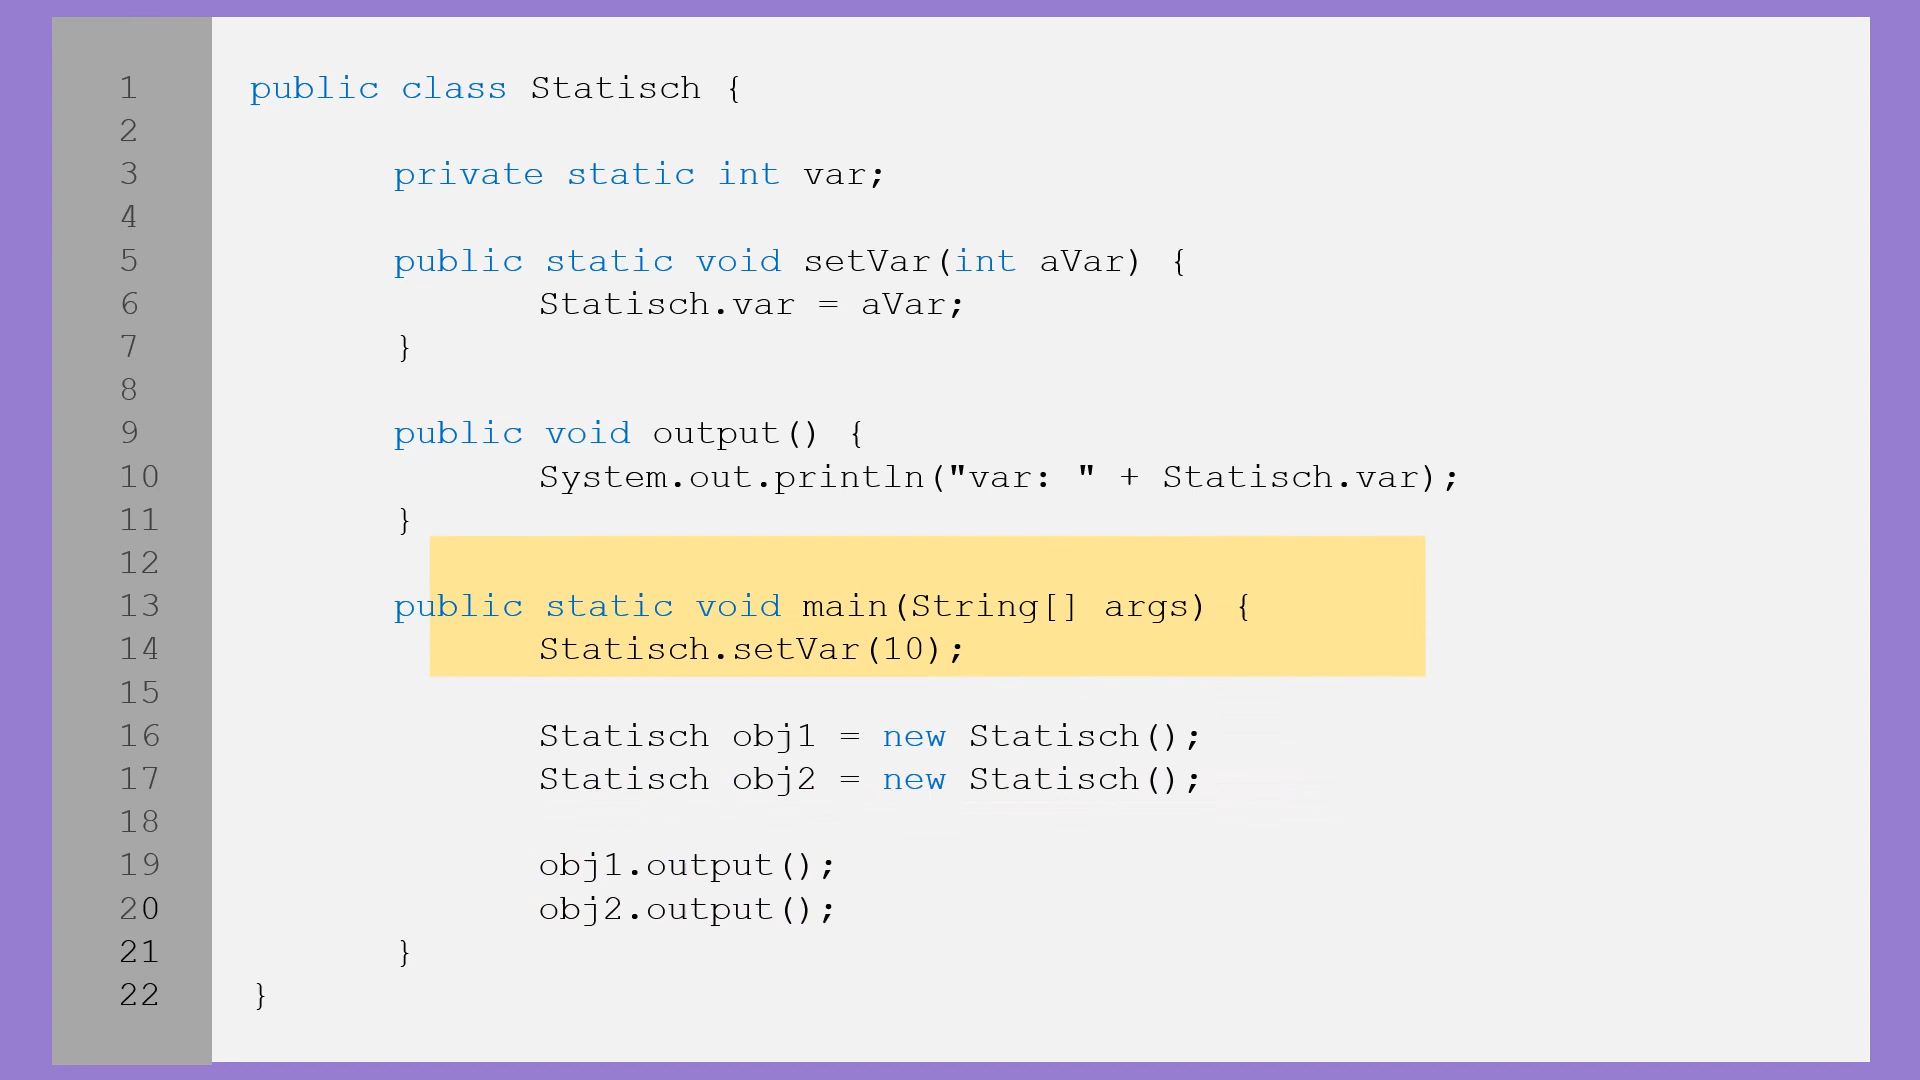 1 public class Statisch {
2
3 private static int var;
4
5 public static void setVar(int aVar) {
6 Statisch.var = aVar;
7 }
8
9 public void output() {
10 System.out.println("var: " + Statisch.var);
11 }
12
13 public static void main(String[] args) {
14 Statisch.setVar(10);
15
16 Statisch obj1 = new Statisch();
17 Statisch obj2 = new Statisch();
18
19 obj1.output();
20 obj2.output();
21 }
22 }